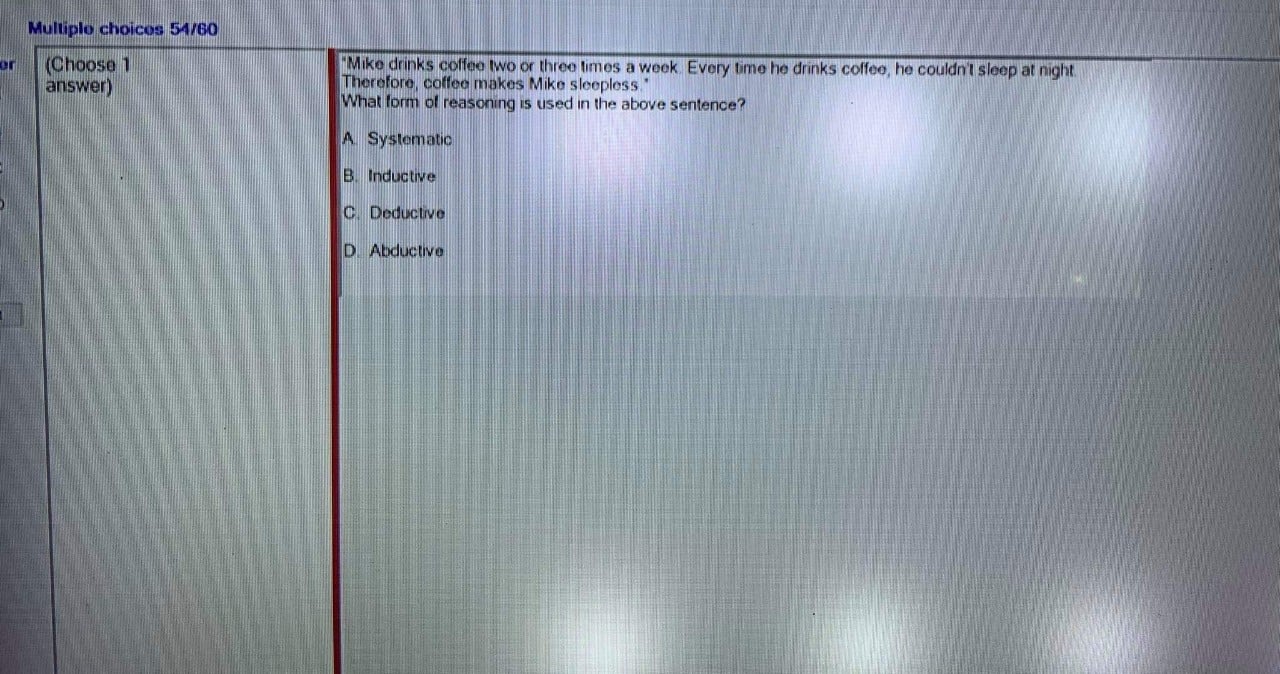 Multiple choices 54/60
or
(Choose 1
answer)
"Mike drinks coffee two or three times a week. Every time he drinks coffee, he couldn't sleep at night.
Therefore, coffee makes Mike sleepless."
What form of reasoning is used in the above sentence?
A. Systematic
B. Inductive
C. Deductive
D. Abductive